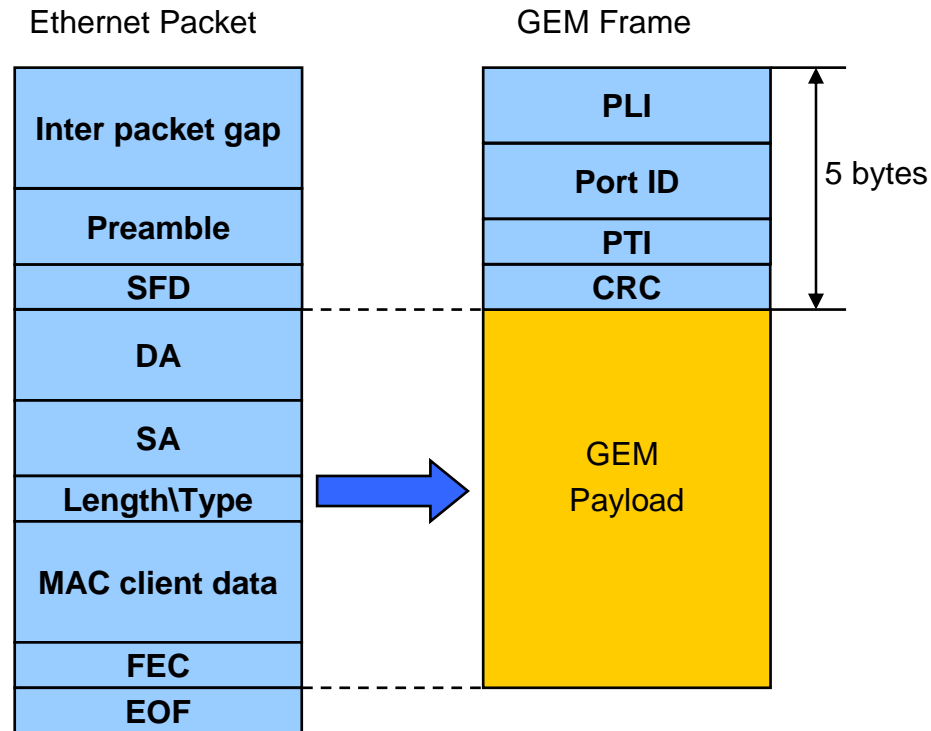 Ethernet Packet
GEM Frame
Inter packet gap
Preamble
SFD
DA
SA
Length\Type
MAC client data
FEC
EOF
PLI
Port ID
PTI
CRC
5 bytes
GEM
Payload